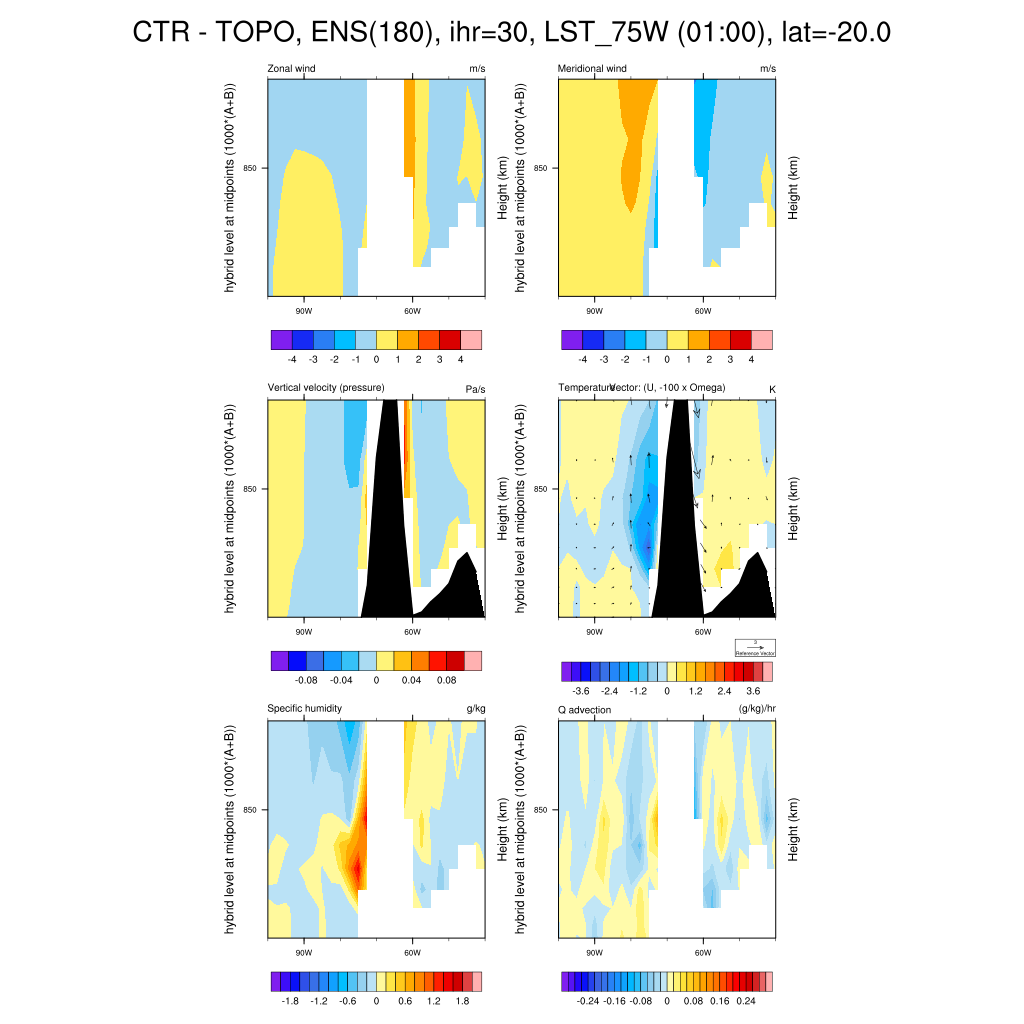 CTR - TOPO, ENS(180), ihr=30, LST_75W (01:00), lat=-20.0
Zonal wind m/s
hybrid level at midpoints (1000*(A+B))
850
Height (km)
90W 60W
-4 -3 -2 -1 0 1 2 3 4
Meridional wind m/s
hybrid level at midpoints (1000*(A+B))
850
Height (km)
90W 60W
-4 -3 -2 -1 0 1 2 3 4
Vertical velocity (pressure) Pa/s
hybrid level at midpoints (1000*(A+B))
850
Height (km)
90W 60W
-0.08 -0.04 0 0.04 0.08
Temperature Vector: (U, -100 x Omega) K
hybrid level at midpoints (1000*(A+B))
850
Height (km)
90W 60W
3
Reference Vector
-3.6 -2.4 -1.2 0 1.2 2.4 3.6
Specific humidity g/kg
hybrid level at midpoints (1000*(A+B))
850
Height (km)
90W 60W
-1.8 -1.2 -0.6 0 0.6 1.2 1.8
Q advection (g/kg)/hr
hybrid level at midpoints (1000*(A+B))
850
Height (km)
90W 60W
-0.24 -0.16 -0.08 0 0.08 0.16 0.24